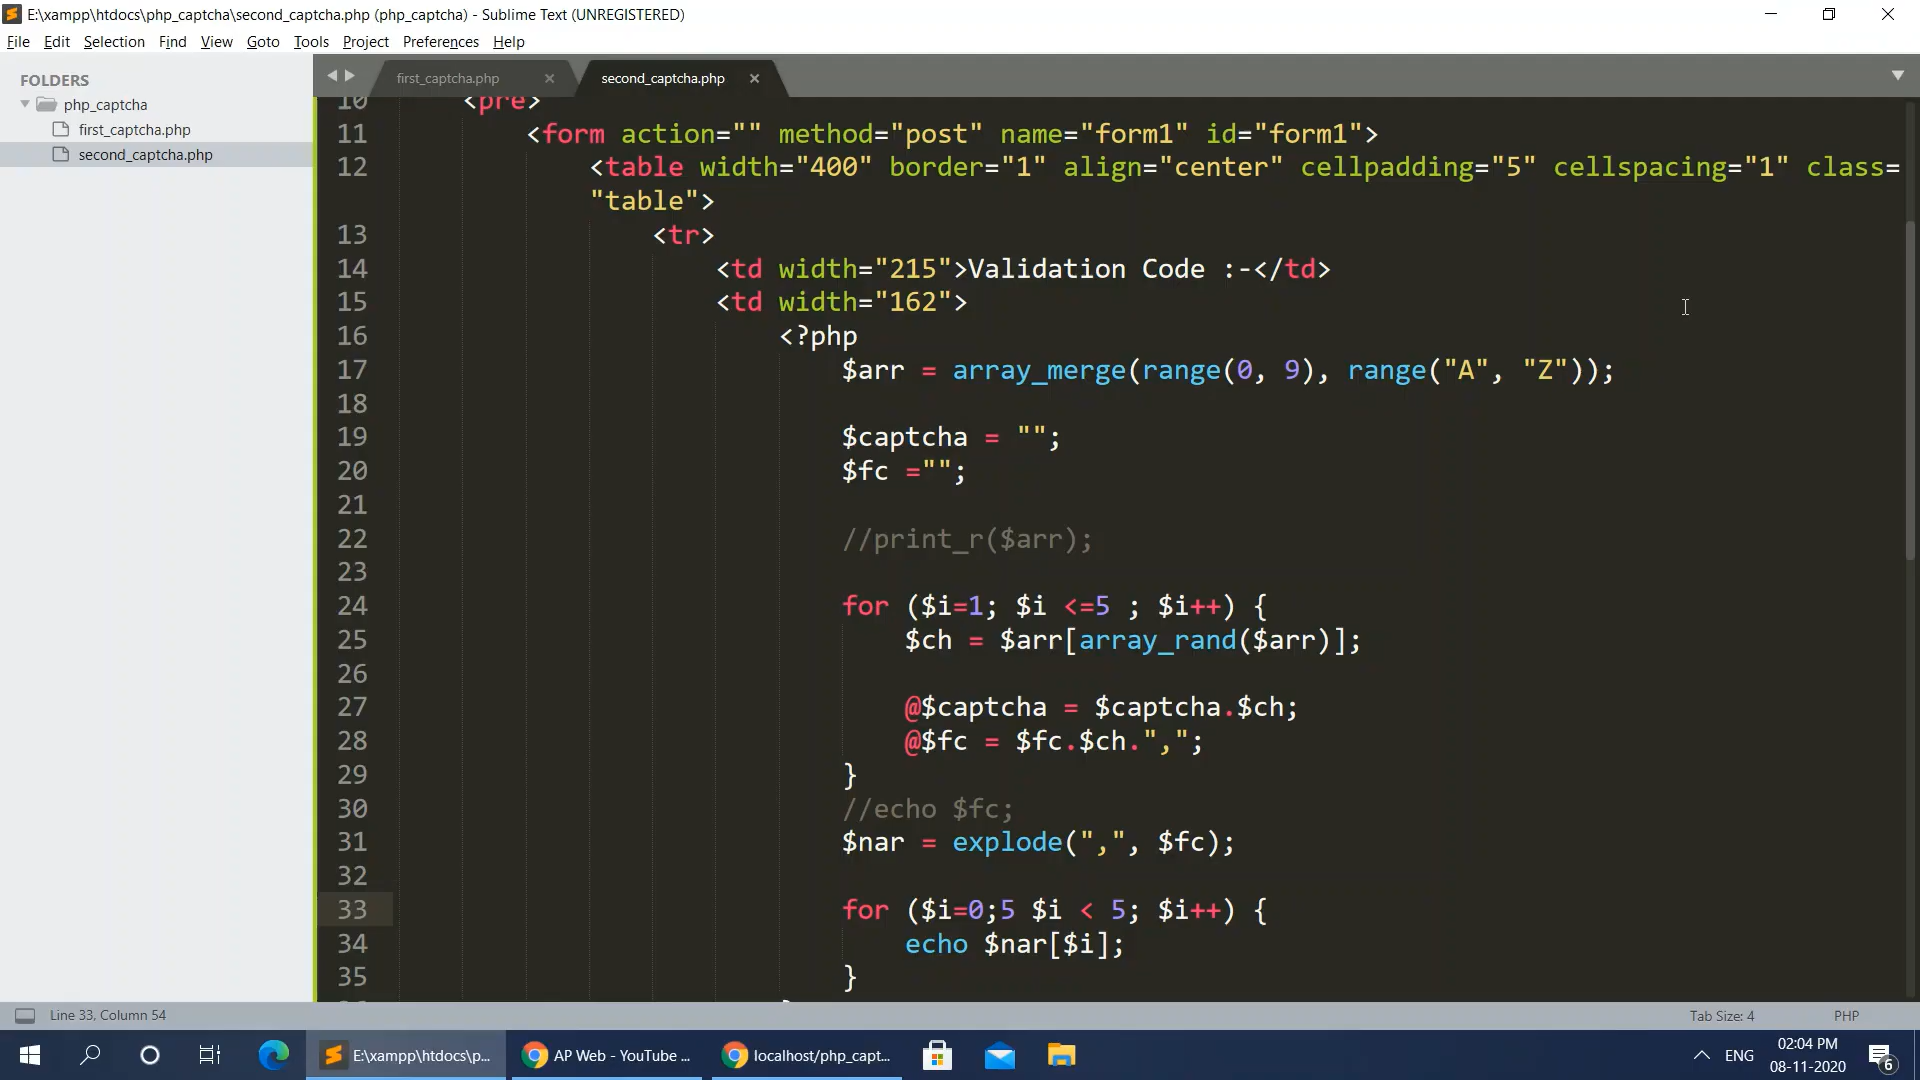 E:\xampp\htdocs\php_captcha\second_captcha.php (php_captcha) - Sublime Text (UNREGISTERED)
File Edit Selection Find View Goto Tools Project Preferences Help
FOLDERS
php_captcha
first_captcha.php
second_captcha.php
first_captcha.php × second_captcha.php ×
10 <pre>
11 <form action="" method="post" name="form1" id="form1">
12 <table width="400" border="1" align="center" cellpadding="5" cellspacing="1" class=
"table">
13 <tr>
14 <td width="215">Validation Code :-</td>
15 <td width="162">
16 <?php
17 $arr = array_merge(range(0, 9), range("A", "Z"));
18
19 $captcha = "";
20 $fc ="";
21
22 //print_r($arr);
23
24 for ($i=1; $i <=5 ; $i++) {
25 $ch = $arr[array_rand($arr)];
26
27 @$captcha = $captcha.$ch;
28 @$fc = $fc.$ch.",";
29 }
30 //echo $fc;
31 $nar = explode(",", $fc);
32
33 for ($i=0;5 $i < 5; $i++) {
34 echo $nar[$i];
35 }
Line 33, Column 54 Tab Size: 4 PHP
E:\xampp\htdocs\p... AP Web - YouTube ... localhost/php_capt... ENG 02:04 PM
08-11-2020 6